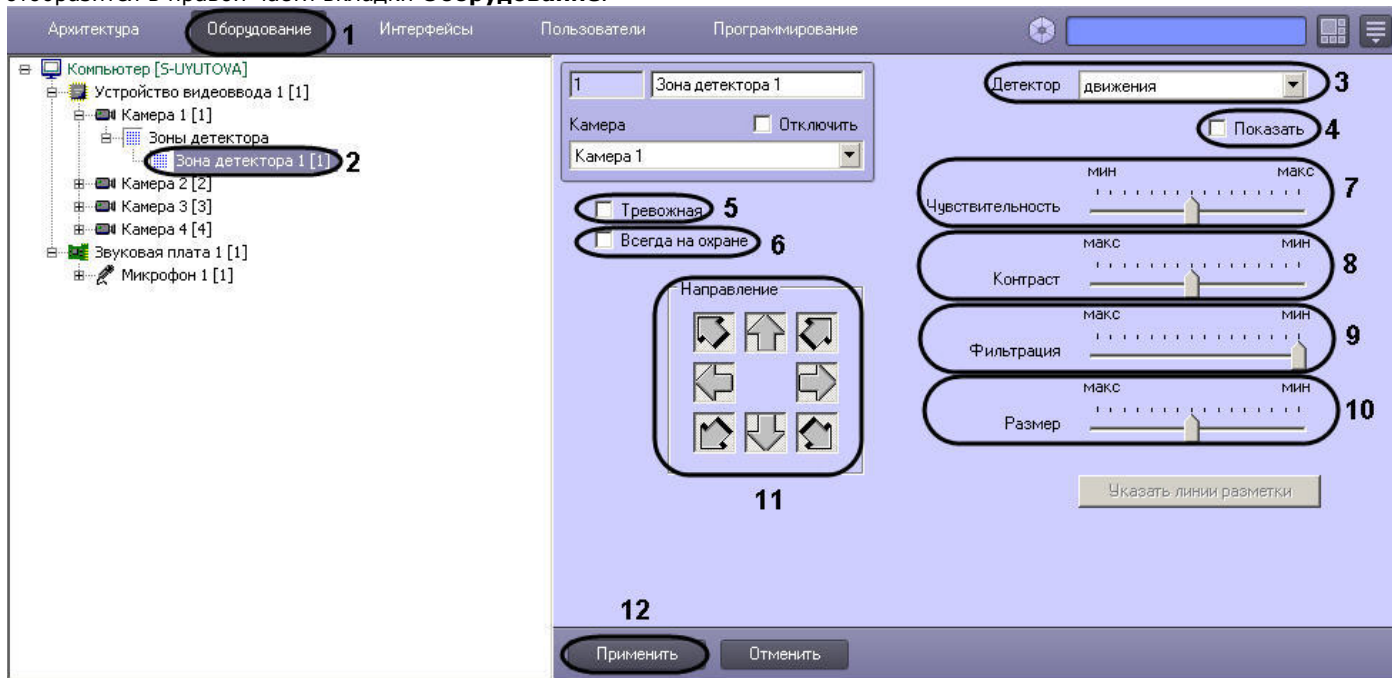 отобразится в правой части вкладки Оборудование.
Архитектура Оборудование 1 Интерфейсы Пользователи Программирование
Компьютер [S-UYUTOVA]
Устройство видеоввода 1 [1]
Камера 1 [1]
Зоны детектора
Зона детектора 1 [1] 2
Камера 2 [2]
Камера 3 [3]
Камера 4 [4]
Звуковая плата 1 [1]
Микрофон 1 [1]
1 Зона детектора 1
Камера Отключить
Камера 1
Тревожная 5
Всегда на охране 6
Направление
11
Детектор движения 3
Показать 4
мин макс
Чувствительность 7
макс мин
Контраст 8
макс мин
Фильтрация 9
макс мин
Размер 10
Указать линии разметки
12
Применить Отменить